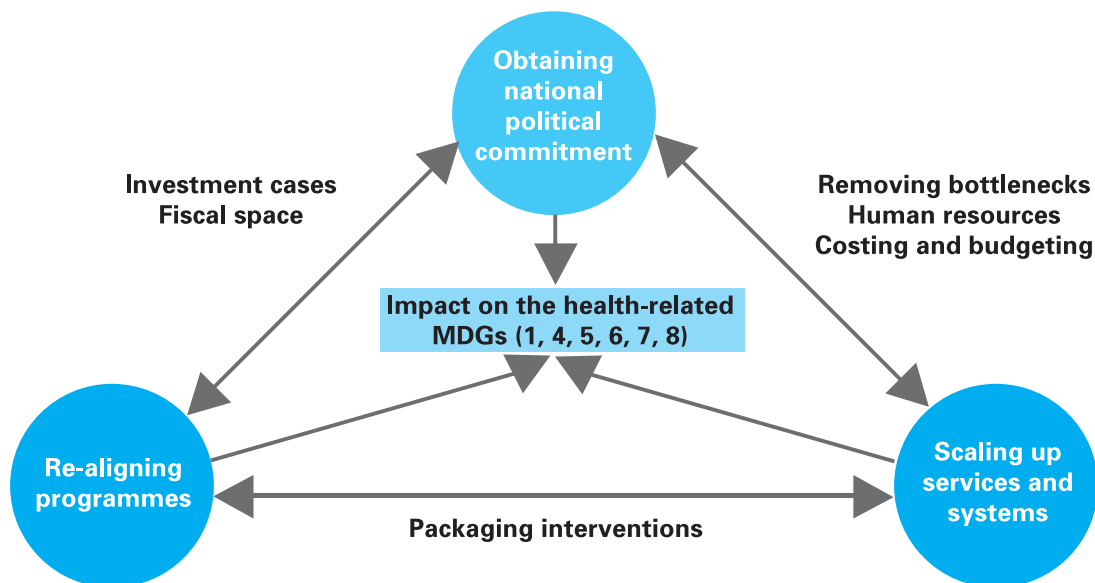 Obtaining
national
political
commitment
Investment cases
Fiscal space
Removing bottlenecks
Human resources
Costing and budgeting
Impact on the health-related
MDGs (1, 4, 5, 6, 7, 8)
Re-aligning
programmes
Scaling up
services and
systems
Packaging interventions